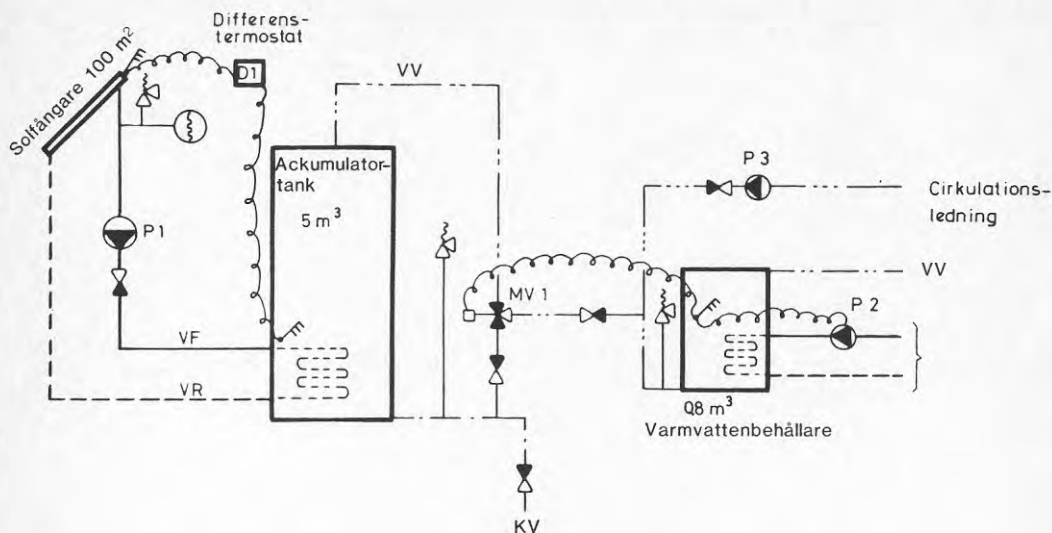 Differens-
termostat
Solfångare 100 m²
D1
VV
Ackumulator-
tank
5 m³
P1
P 3
Cirkulations-
ledning
VV
MV 1
P 2
VF
VR
0,8 m³
Varmvattenbehållare
KV